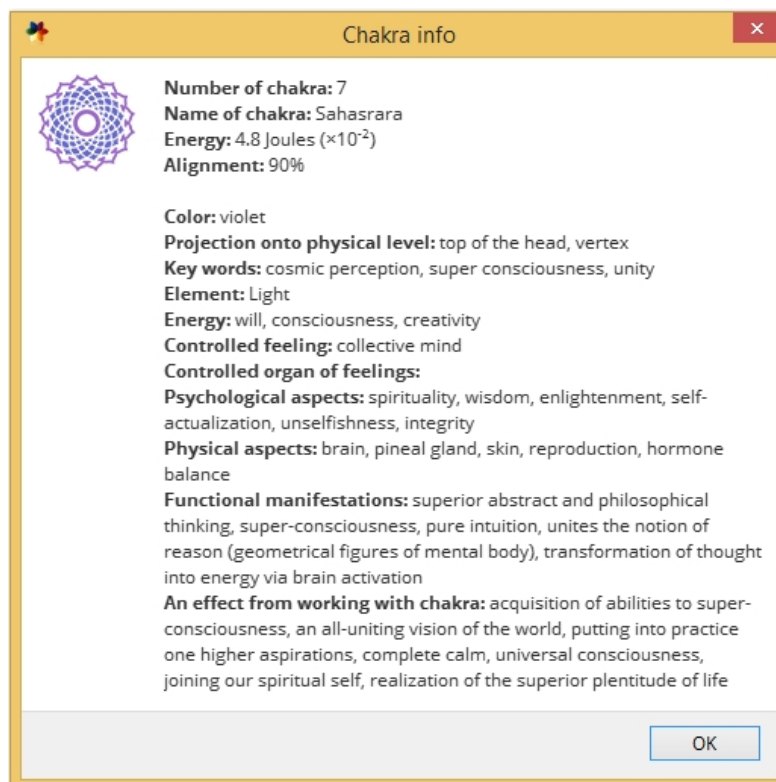 Chakra info
Number of chakra: 7
Name of chakra: Sahasrara
Energy: 4.8 Joules (×10⁻²)
Alignment: 90%
Color: violet
Projection onto physical level: top of the head, vertex
Key words: cosmic perception, super consciousness, unity
Element: Light
Energy: will, consciousness, creativity
Controlled feeling: collective mind
Controlled organ of feelings:
Psychological aspects: spirituality, wisdom, enlightenment, self-
actualization, unselfishness, integrity
Physical aspects: brain, pineal gland, skin, reproduction, hormone
balance
Functional manifestations: superior abstract and philosophical
thinking, super-consciousness, pure intuition, unites the notion of
reason (geometrical figures of mental body), transformation of thought
into energy via brain activation
An effect from working with chakra: acquisition of abilities to super-
consciousness, an all-uniting vision of the world, putting into practice
one higher aspirations, complete calm, universal consciousness,
joining our spiritual self, realization of the superior plentitude of life
OK